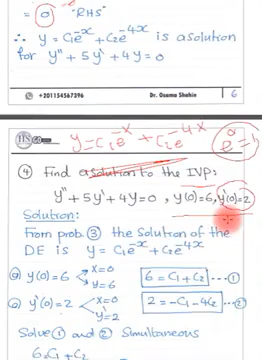 = 0 "RHS"
∴ y = C₁e⁻ˣ + C₂e⁻⁴ˣ is a solution
for y'' + 5y' + 4y = 0
+201154567396 Dr. Osama Shahin 6
y = C₁e⁻ˣ + C₂e⁻⁴ˣ
④ Find a solution to the IVP:
y'' + 5y' + 4y = 0, y(0)=6, y'(0)=2
Solution:
From prob. ③ the Solution of the
DE is y = C₁e⁻ˣ + C₂e⁻⁴ˣ
@ y(0)=6 x=0 y=6 6 = C₁ + C₂ ---①
@ y'(0)=2 x=0 y'=2 2 = -C₁ - 4C₂ ---②
Solve ① and ② Simultaneous